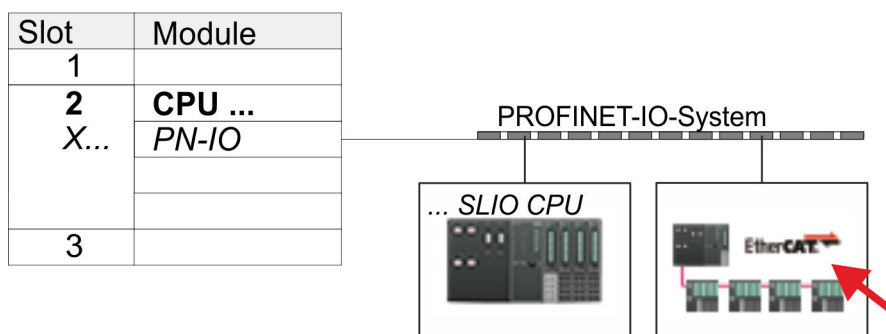 Slot Module
1
2 CPU ...
X... PN-IO
3
PROFINET-IO-System
... SLIO CPU
EtherCAT